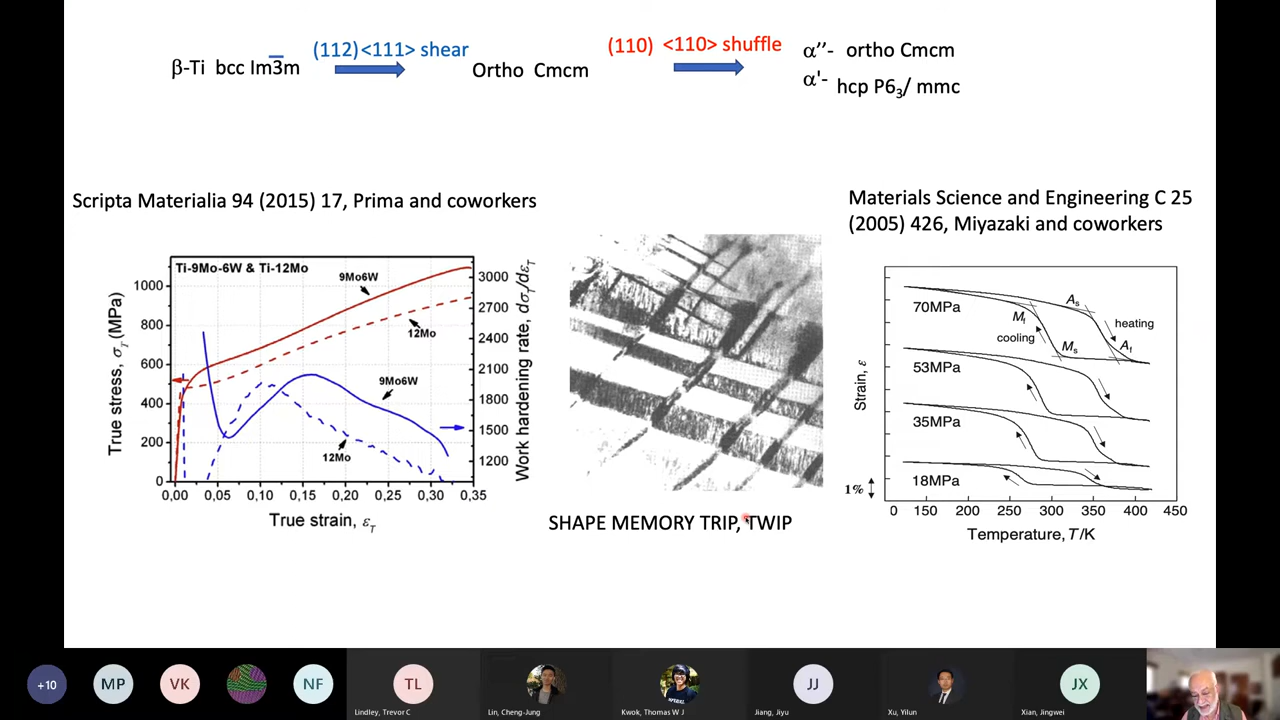 (112)<111> shear
(110) <110> shuffle
β-Ti bcc Im3̅m
Ortho Cmcm
α''- ortho Cmcm
α'- hcp P6₃/ mmc
Scripta Materialia 94 (2015) 17, Prima and coworkers
Materials Science and Engineering C 25
(2005) 426, Miyazaki and coworkers
Ti-9Mo-6W & Ti-12Mo
9Mo6W
12Mo
9Mo6W
12Mo
True stress, σT (MPa)
1000
800
600
400
200
0
Work hardening rate, dσT/dεT
3000
2700
2400
2100
1800
1500
1200
0,00 0,05 0,10 0,15 0,20 0,25 0,30 0,35
True strain, εT
SHAPE MEMORY TRIP, TWIP
Strain, ε
70MPa
As
Mf
heating
cooling
Ms
Af
53MPa
35MPa
18MPa
1%
0 150 200 250 300 350 400 450
Temperature, T/K
+10
MP
VK
NF
TL
JJ
JX
Lindley, Trevor C
Lin, Cheng-Jung
Kwok, Thomas W J
Jiang, Jiyu
Xu, Yilun
Xian, Jingwei